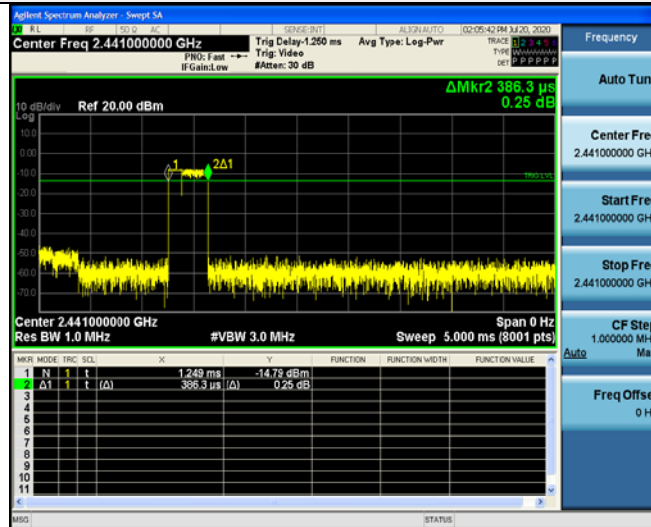 Agilent Spectrum Analyzer - Swept SA
RL RF 50 Ω AC SENSE:INT ALIGN AUTO 02:05:42 PM Jul 20, 2020
Center Freq 2.441000000 GHz
PNO: Fast
IFGain:Low
Trig Delay-1.250 ms
Trig: Video
#Atten: 30 dB
Avg Type: Log-Pwr
TRACE 1 2 3 4 5 6
TYPE
DET P P P P P P
ΔMkr2 386.3 µs
0.25 dB
10 dB/div Ref 20.00 dBm
Log
10.0
0.00
-10.0
-20.0
-30.0
-40.0
-50.0
-60.0
-70.0
1
2Δ1
TRIG LVL
Center 2.441000000 GHz Span 0 Hz
Res BW 1.0 MHz #VBW 3.0 MHz Sweep 5.000 ms (8001 pts)
MKR MODE TRC SCL X Y FUNCTION FUNCTION WIDTH FUNCTION VALUE
1 N 1 t 1.249 ms -14.79 dBm
2 Δ1 1 t (Δ) 386.3 µs (Δ) 0.25 dB
3
4
5
6
7
8
9
10
11
MSG STATUS
Frequency
Auto Tun
Center Fre
2.441000000 GH
Start Fre
2.441000000 GH
Stop Fre
2.441000000 GH
CF Ste
1.000000 MH
Auto Ma
Freq Offse
0 H